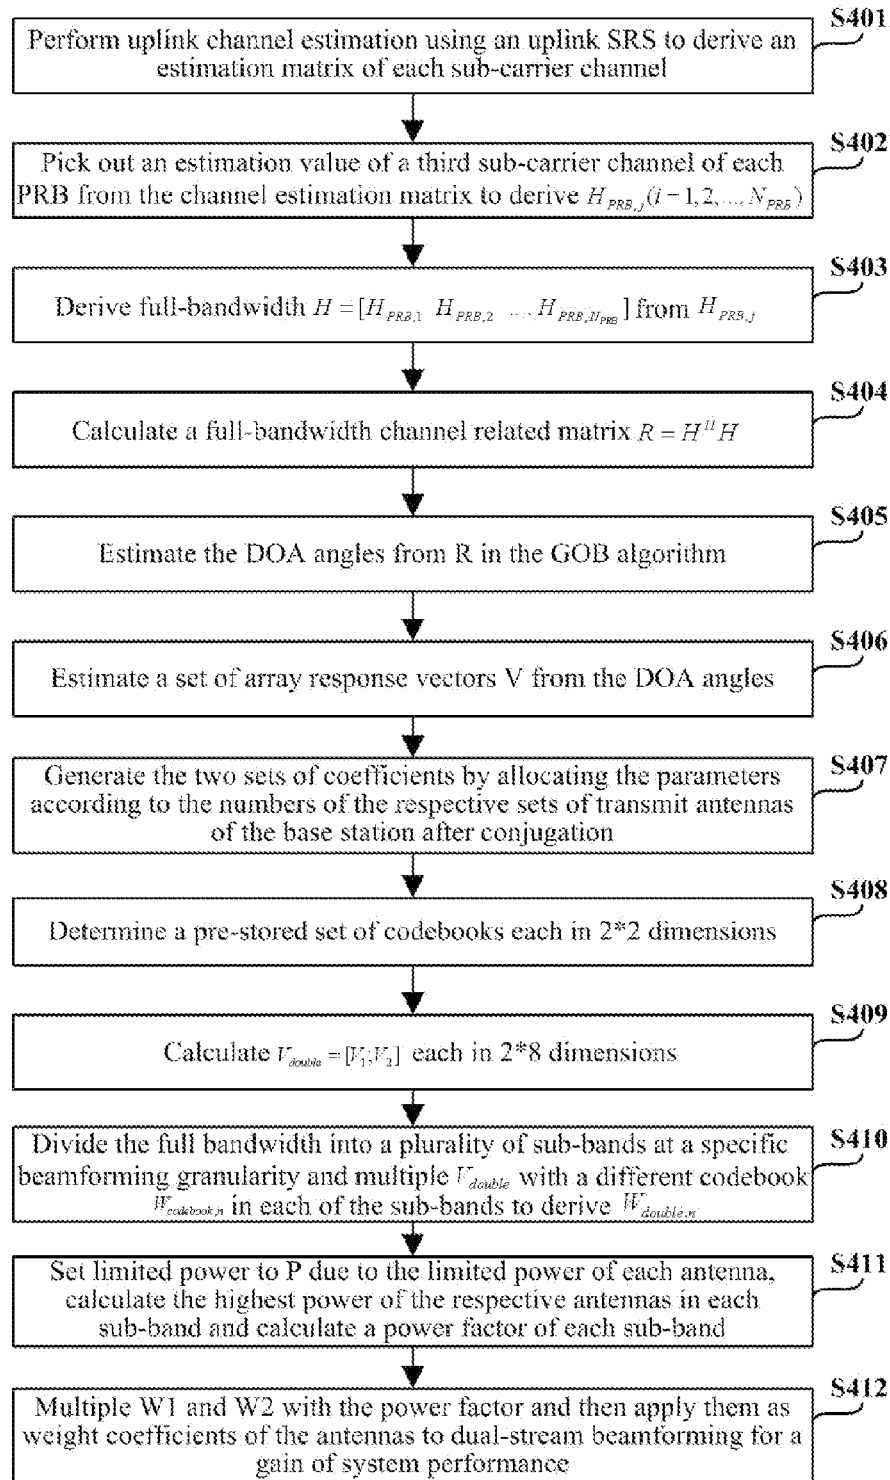 S401
Perform uplink channel estimation using an uplink SRS to derive an
estimation matrix of each sub-carrier channel
S402
Pick out an estimation value of a third sub-carrier channel of each
PRB from the channel estimation matrix to derive H_{PRB,j}(i=1,2,...,N_{PRB})
S403
Derive full-bandwidth H=[H_{PRB,1} H_{PRB,2} ... H_{PRB,N_{PRB}}] from H_{PRB,j}
S404
Calculate a full-bandwidth channel related matrix R=H^{H}H
S405
Estimate the DOA angles from R in the GOB algorithm
S406
Estimate a set of array response vectors V from the DOA angles
S407
Generate the two sets of coefficients by allocating the parameters
according to the numbers of the respective sets of transmit antennas
of the base station after conjugation
S408
Determine a pre-stored set of codebooks each in 2*2 dimensions
S409
Calculate V_{double}=[V_1;V_2] each in 2*8 dimensions
S410
Divide the full bandwidth into a plurality of sub-bands at a specific
beamforming granularity and multiple V_{double} with a different codebook
W_{codebook,n} in each of the sub-bands to derive W_{double,n}
S411
Set limited power to P due to the limited power of each antenna,
calculate the highest power of the respective antennas in each
sub-band and calculate a power factor of each sub-band
S412
Multiple W1 and W2 with the power factor and then apply them as
weight coefficients of the antennas to dual-stream beamforming for a
gain of system performance